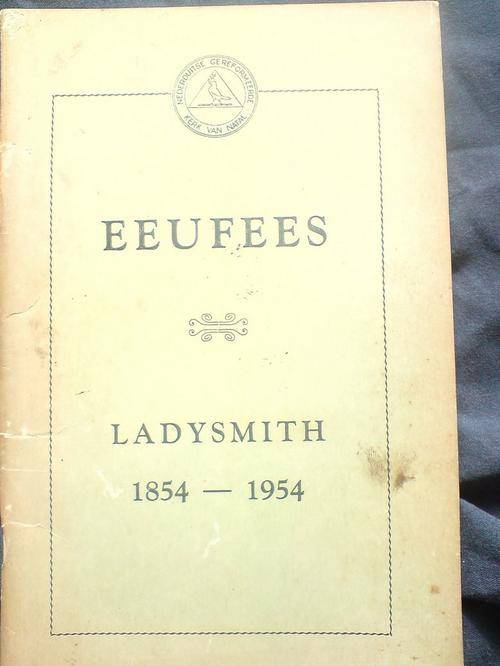 NEDERDUITSE GEREFORMEERDE
KERK VAN NATAL
EEUFEES
LADYSMITH
1854 — 1954